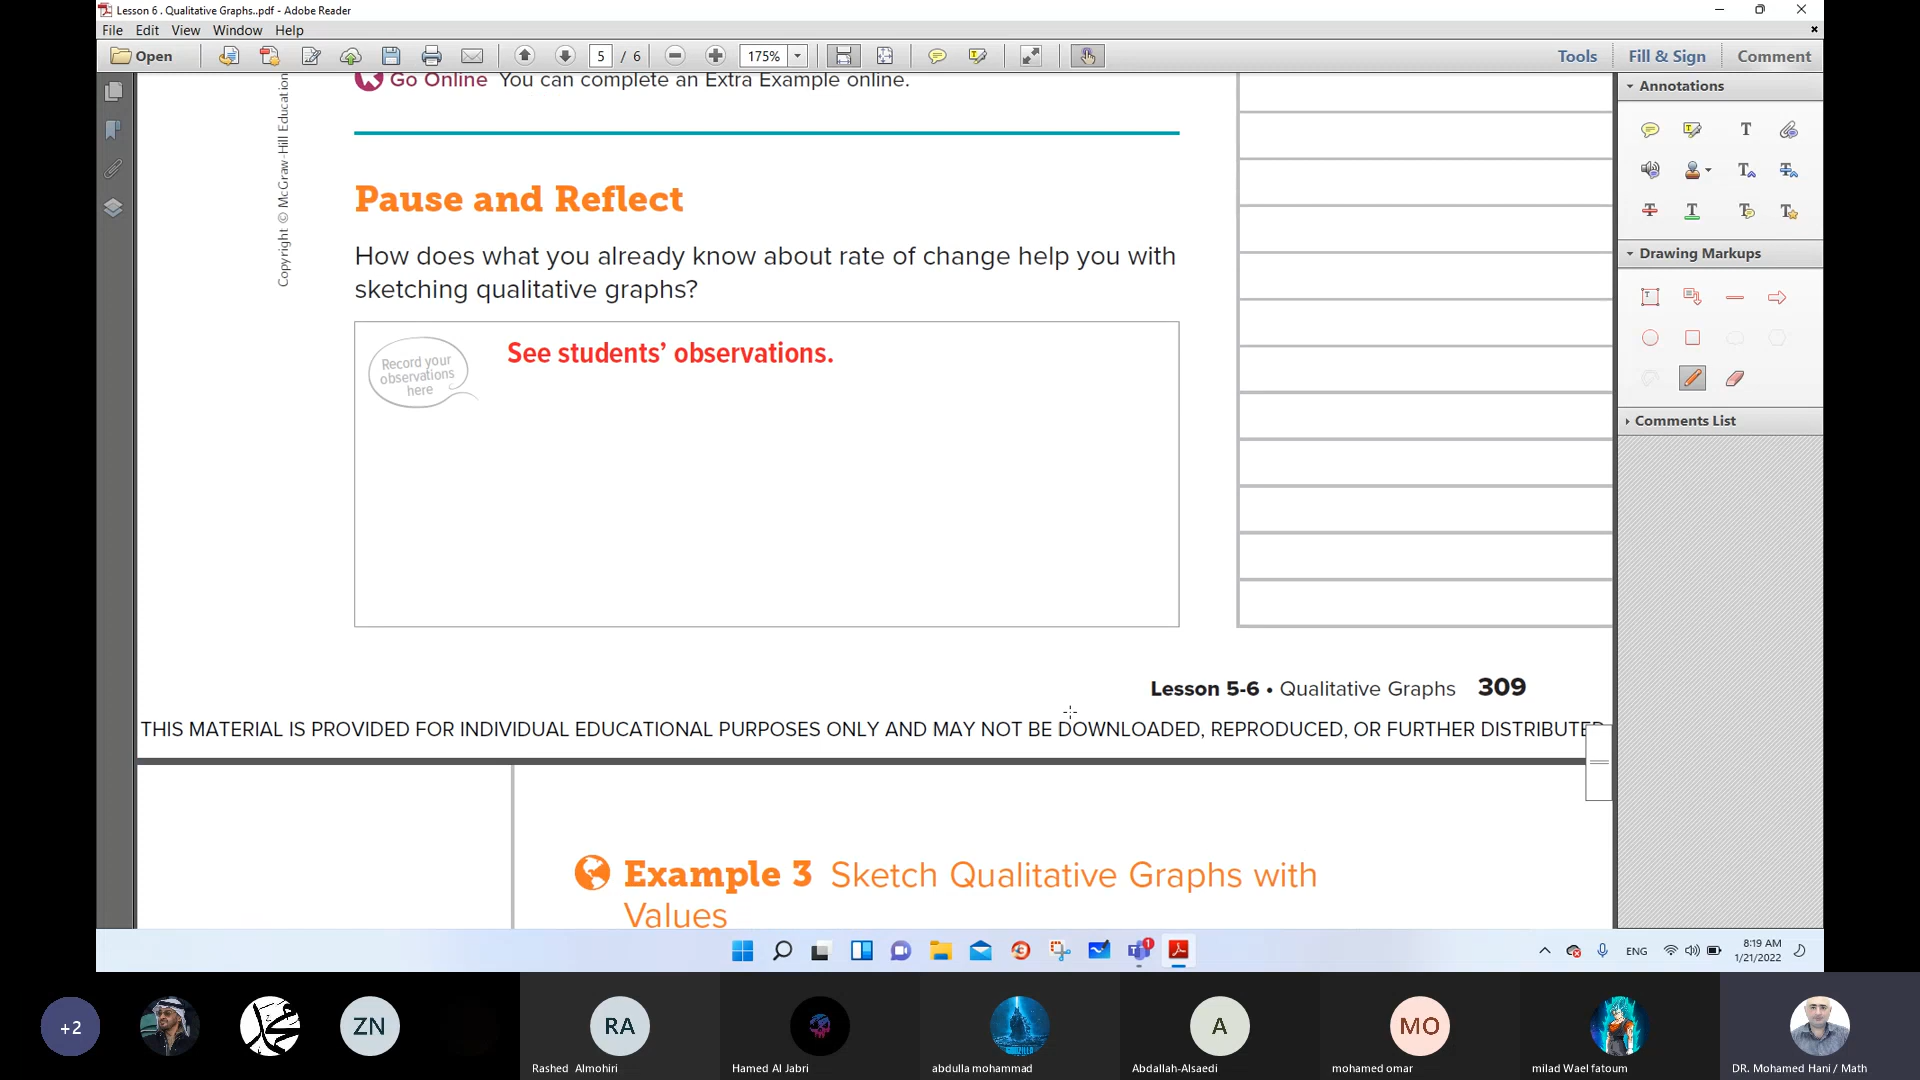 Lesson 6 . Qualitative Graphs..pdf - Adobe Reader
File Edit View Window Help
Open 5 / 6 175% Tools Fill & Sign Comment
Go Online You can complete an Extra Example online.
Copyright © McGraw-Hill Education
Pause and Reflect
How does what you already know about rate of change help you with
sketching qualitative graphs?
Record your
observations
here
See students’ observations.
Lesson 5-6 • Qualitative Graphs 309
THIS MATERIAL IS PROVIDED FOR INDIVIDUAL EDUCATIONAL PURPOSES ONLY AND MAY NOT BE DOWNLOADED, REPRODUCED, OR FURTHER DISTRIBUTED
Example 3 Sketch Qualitative Graphs with
Values
Annotations
Drawing Markups
Comments List
ENG
8:19 AM
1/21/2022
+2
ZN
RA
A
MO
Rashed Almohiri
Hamed Al Jabri
abdulla mohammad
Abdallah-Alsaedi
mohamed omar
milad Wael fatoum
DR. Mohamed Hani / Math